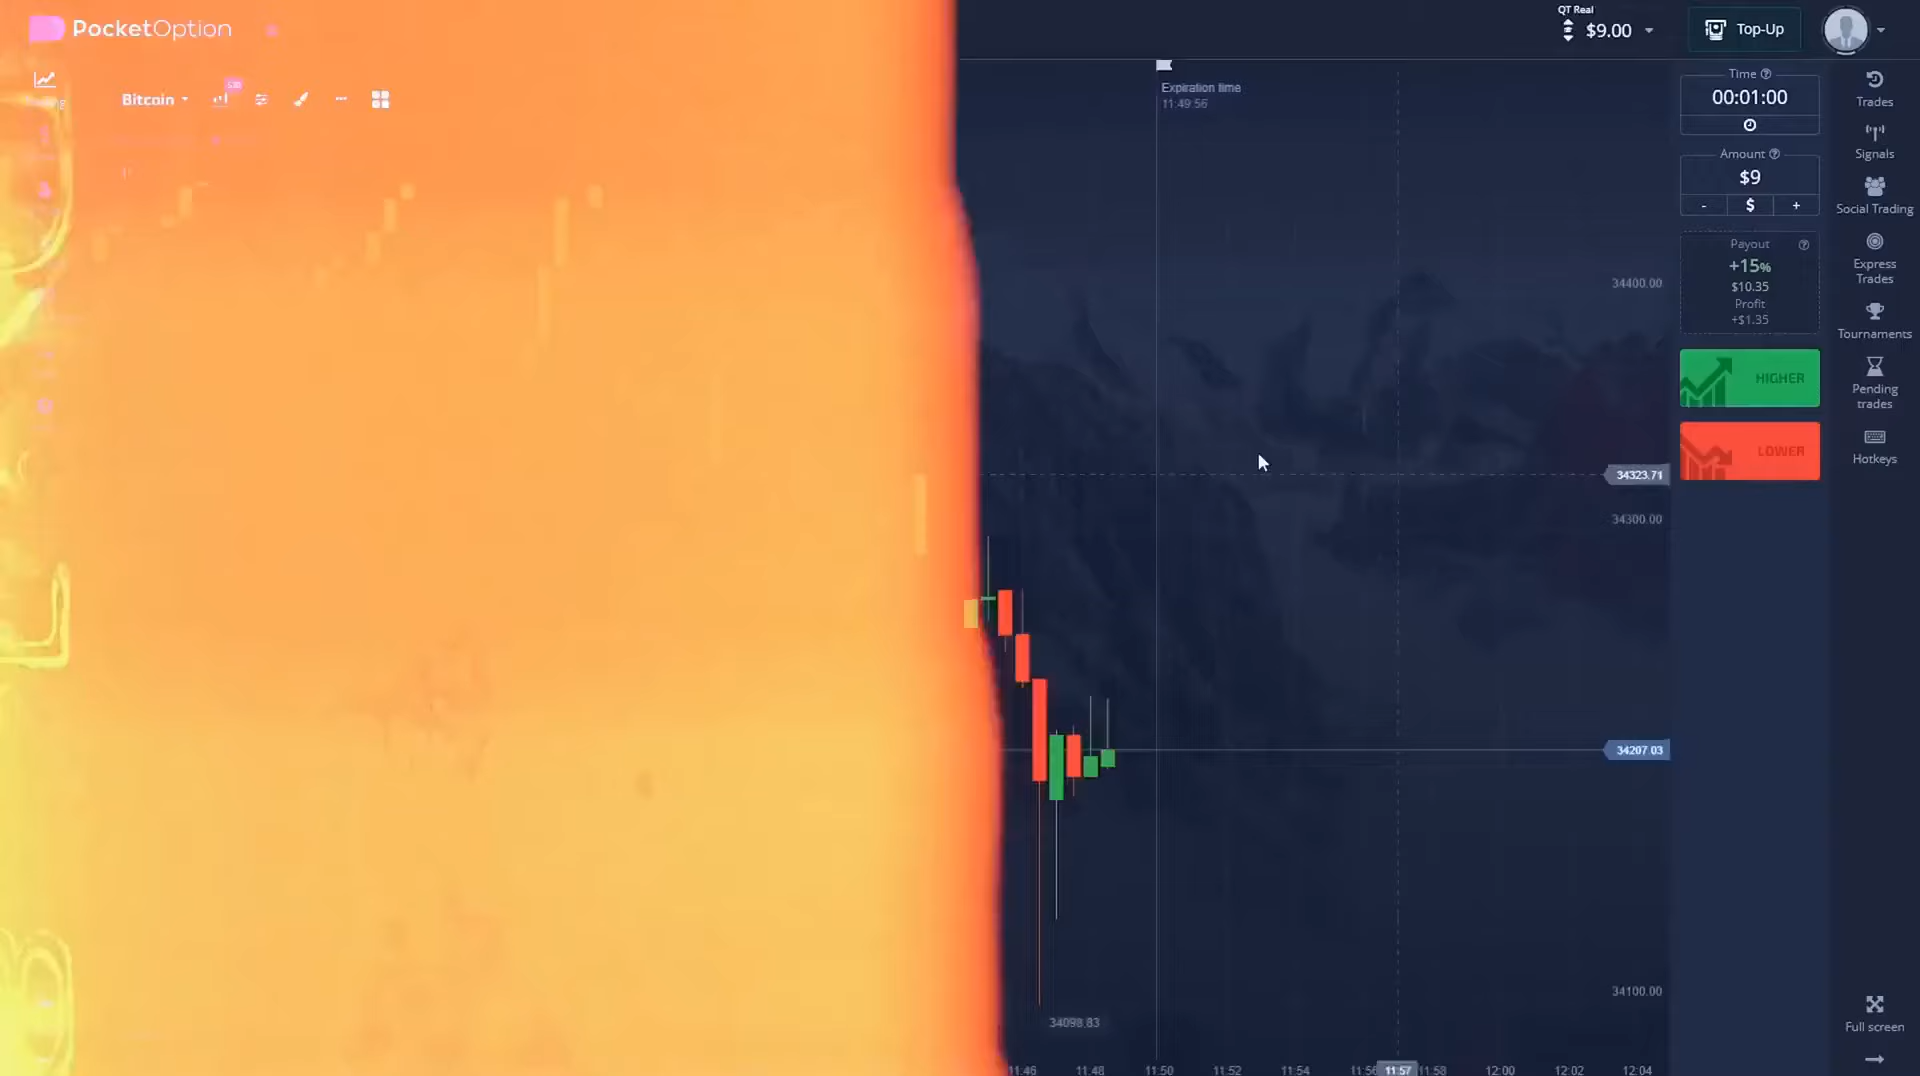 PocketOption
QT Real
$9.00
Top-Up
Bitcoin
Expiration time
11:49:56
Time
00:01:00
Amount
$9
- $ +
Payout
+15%
$10.35
Profit
+$1.35
HIGHER
LOWER
Trades
Signals
Social Trading
Express
Trades
Tournaments
Pending
trades
Hotkeys
Full screen
34400.00
34323.71
34300.00
34207.03
34100.00
34098.83
11:46 11:48 11:50 11:52 11:54 11:56 11:57 11:58 12:00 12:02 12:04